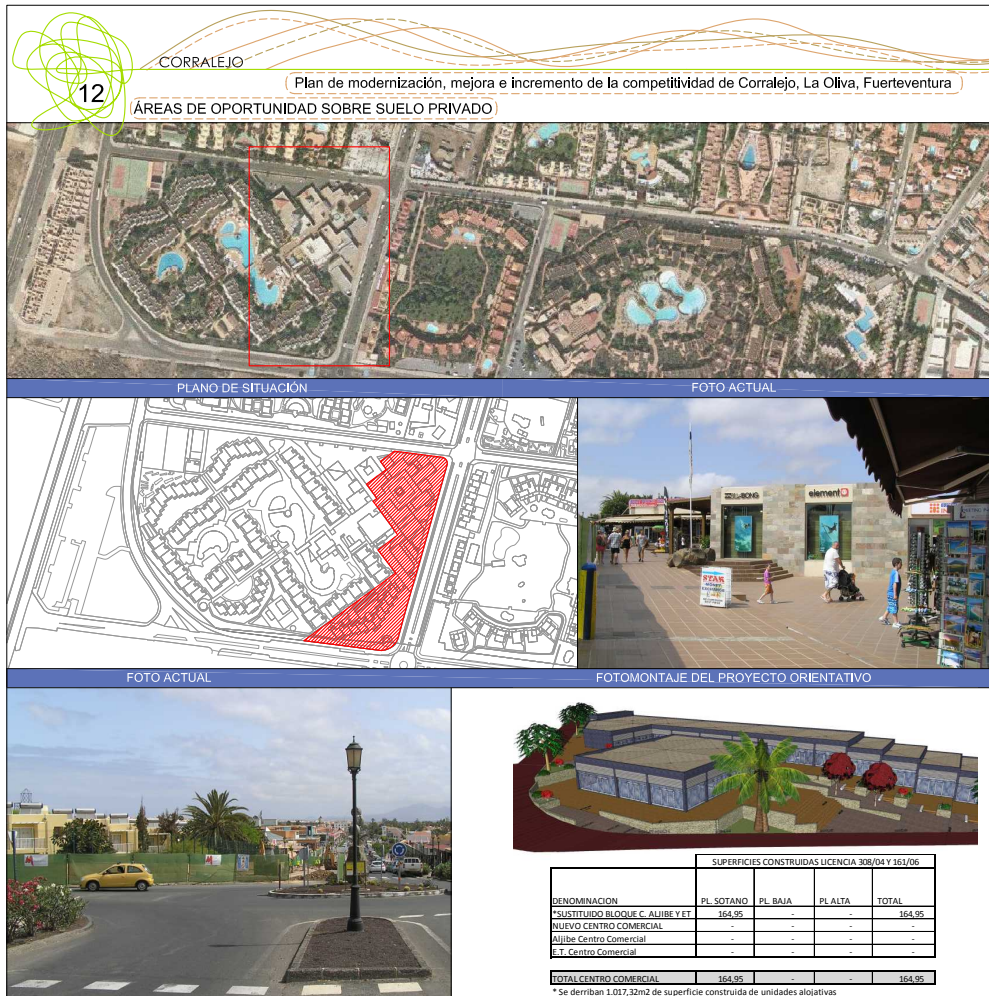 CORRALEJO
12
Plan de modernización, mejora e incremento de la competitividad de Corralejo, La Oliva, Fuerteventura
ÁREAS DE OPORTUNIDAD SOBRE SUELO PRIVADO
PLANO DE SITUACIÓN
FOTO ACTUAL
BILLABONG
element
STAR
MONEY
EXCHANGE
FOTO ACTUAL
FOTOMONTAJE DEL PROYECTO ORIENTATIVO
SUPERFICIES CONSTRUIDAS LICENCIA 308/04 Y 161/06
DENOMINACION PL. SOTANO PL. BAJA PL ALTA TOTAL
*SUSTITUIDO BLOQUE C. ALJIBE Y ET 164,95 - - 164,95
NUEVO CENTRO COMERCIAL - - - -
Aljibe Centro Comercial - - - -
E.T. Centro Comercial - - - -
TOTAL CENTRO COMERCIAL 164,95 - - 164,95
* Se derriban 1.017,32m2 de superficie construida de unidades alojativas